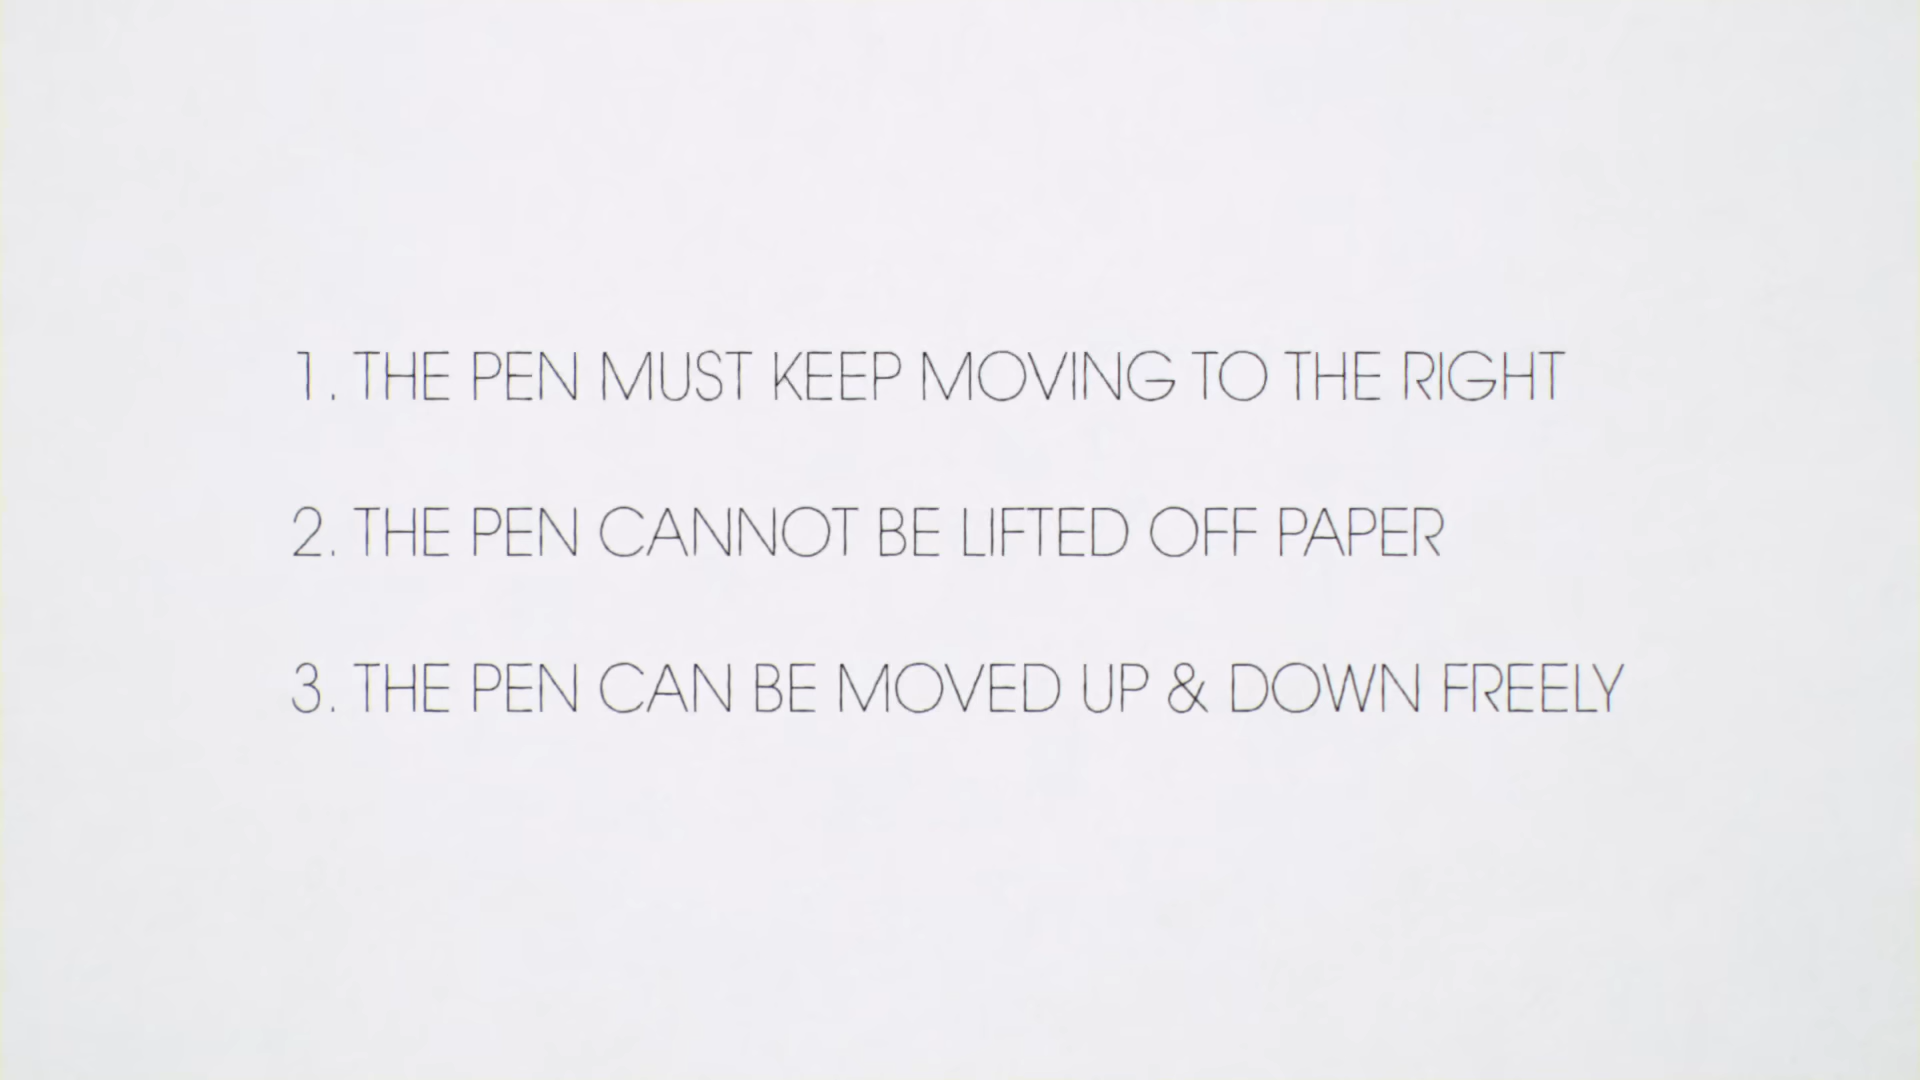 1. THE PEN MUST KEEP MOVING TO THE RIGHT
2. THE PEN CANNOT BE LIFTED OFF PAPER
3. THE PEN CAN BE MOVED UP & DOWN FREELY